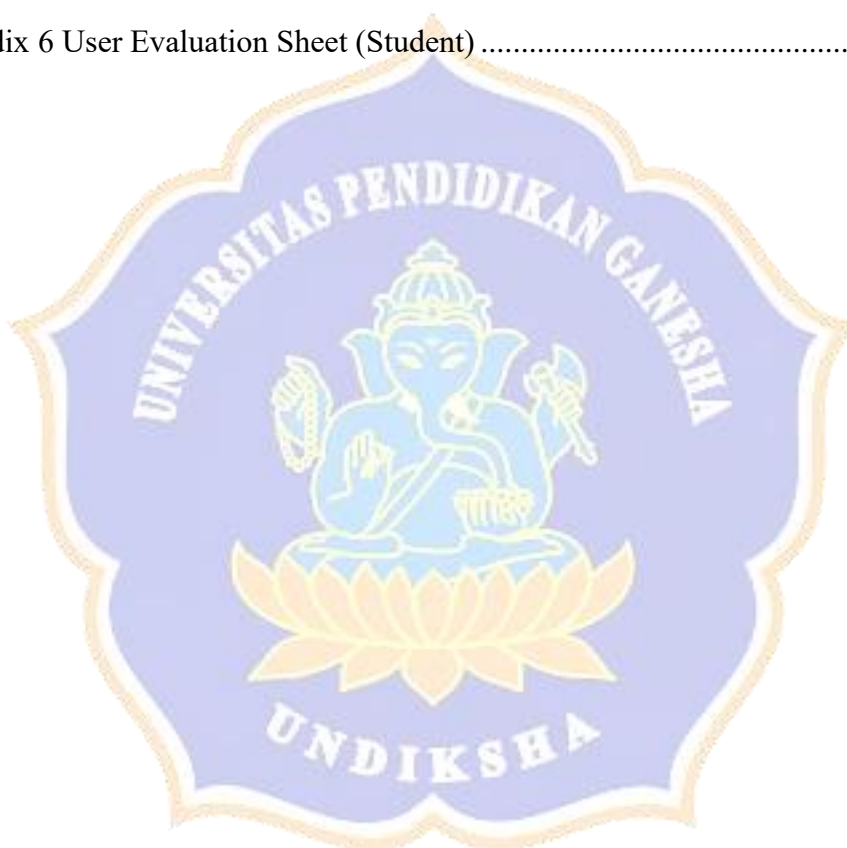 dix 6 User Evaluation Sheet (Student) ..............................................
UNIVERSITAS PENDIDIKAN GANESHA
UNDIKSHA